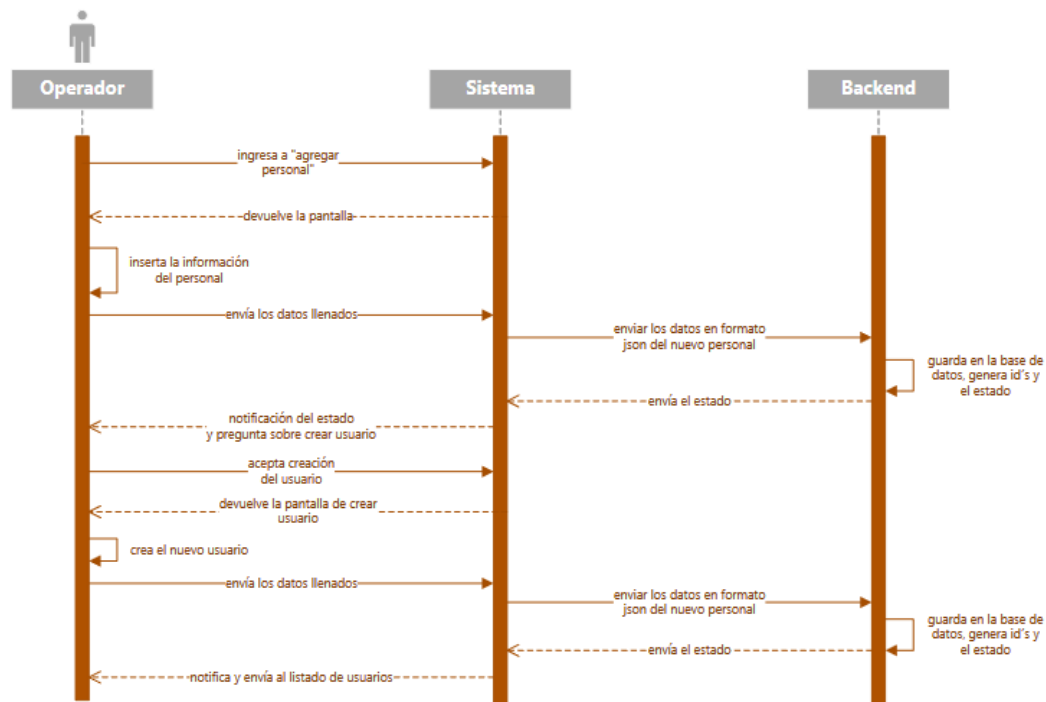 Operador
Sistema
Backend
ingresa a "agregar
personal"
devuelve la pantalla
inserta la información
del personal
envía los datos llenados
enviar los datos en formato
json del nuevo personal
guarda en la base de
datos, genera id's y
el estado
envía el estado
notificación del estado
y pregunta sobre crear usuario
acepta creación
del usuario
devuelve la pantalla de crear
usuario
crea el nuevo usuario
envía los datos llenados
enviar los datos en formato
json del nuevo personal
guarda en la base de
datos, genera id's y
el estado
envía el estado
notifica y envía al listado de usuarios